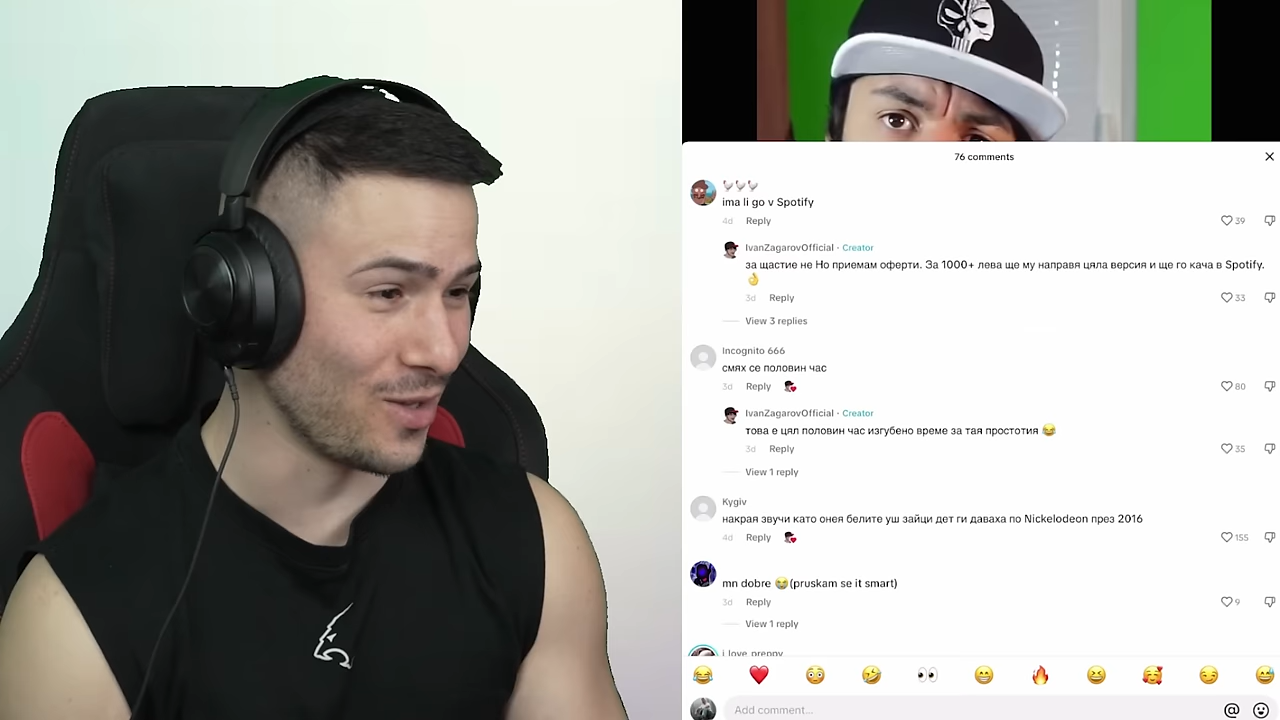 76 comments
ima li go v Spotify
4d Reply 39
IvanZagarovOfficial · Creator
за щастие не Но приемам оферти. За 1000+ лева ще му направя цяла версия и ще го кача в Spotify.
3d Reply 33
View 3 replies
Incognito 666
смях се половин час
3d Reply 80
IvanZagarovOfficial · Creator
това е цял половин час изгубено време за тая простотия 😂
3d Reply 35
View 1 reply
Kygiv
накрая звучи като онея белите уш зайци дет ги даваха по Nickelodeon през 2016
4d Reply 155
mn dobre 😂(pruskam se it smart)
3d Reply 9
View 1 reply
i love preppy
Add comment...